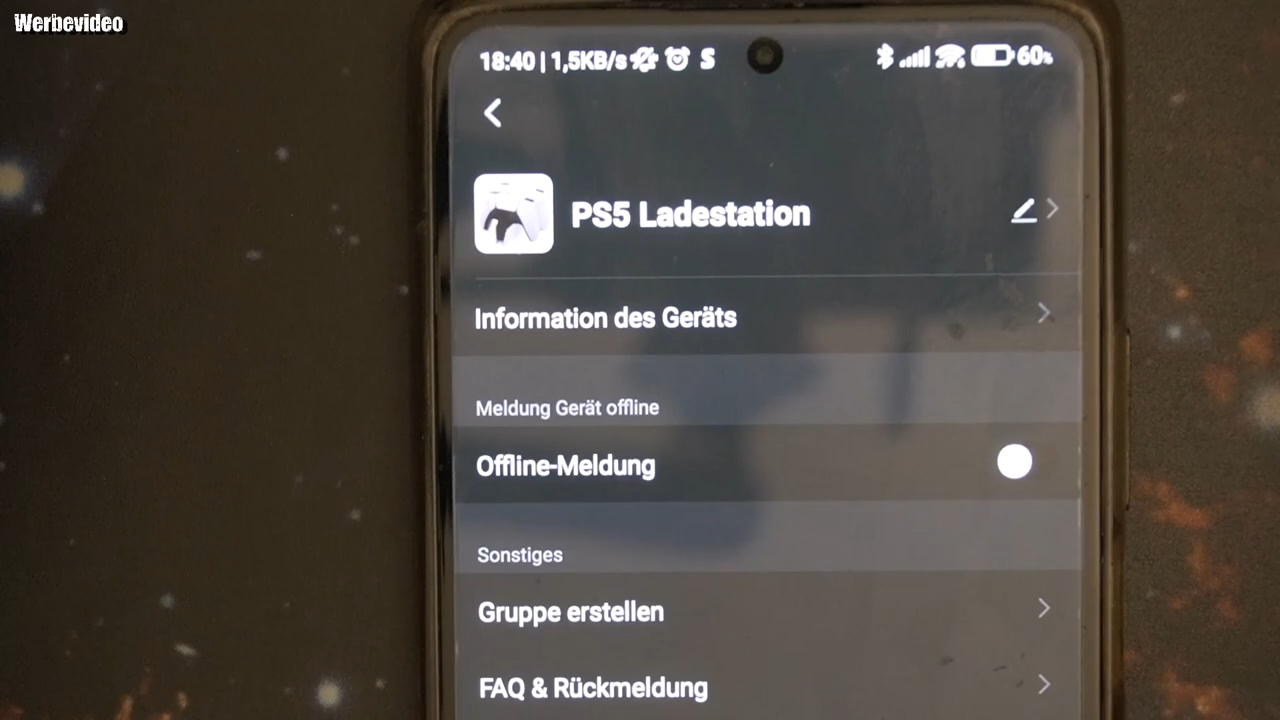 Werbevideo
18:40 | 1,5KB/s S 60%
PS5 Ladestation
Information des Geräts
Meldung Gerät offline
Offline-Meldung
Sonstiges
Gruppe erstellen
FAQ & Rückmeldung